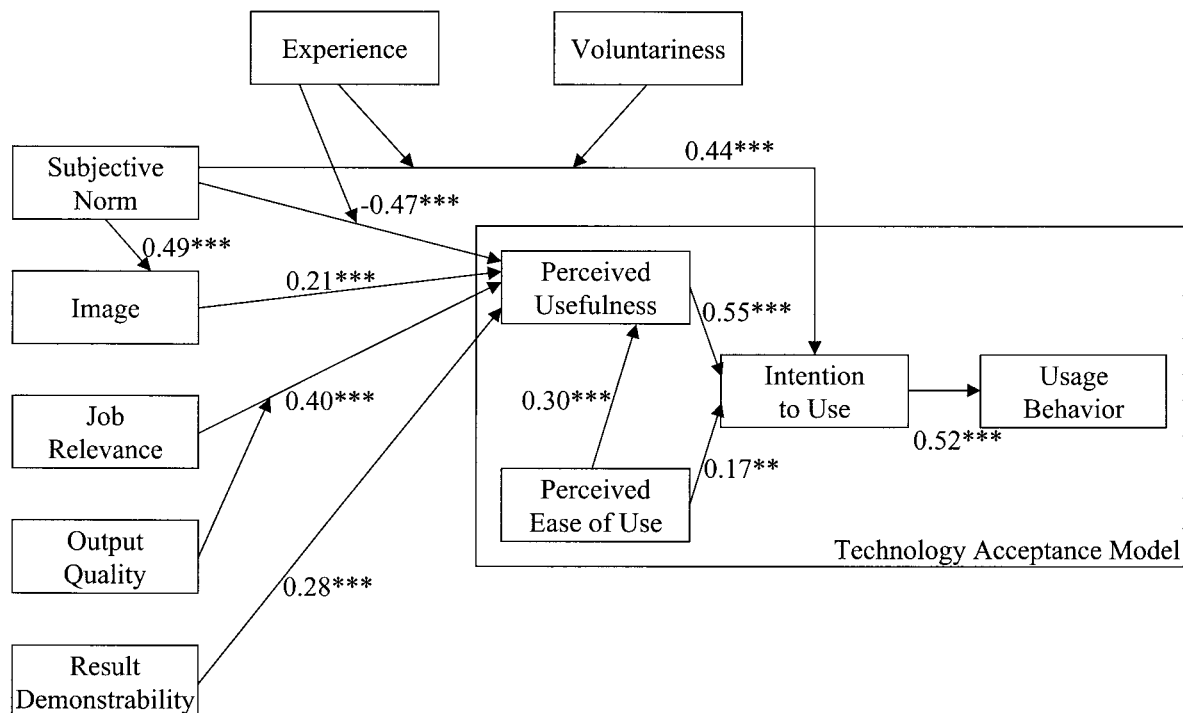 Experience
Voluntariness
Subjective
Norm
0.44***
-0.47***
0.49***
Image
0.21***
Perceived
Usefulness
0.55***
Job
Relevance
0.40***
0.30***
Intention
to Use
Usage
Behavior
0.52***
0.17**
Perceived
Ease of Use
Output
Quality
Technology Acceptance Model
0.28***
Result
Demonstrability